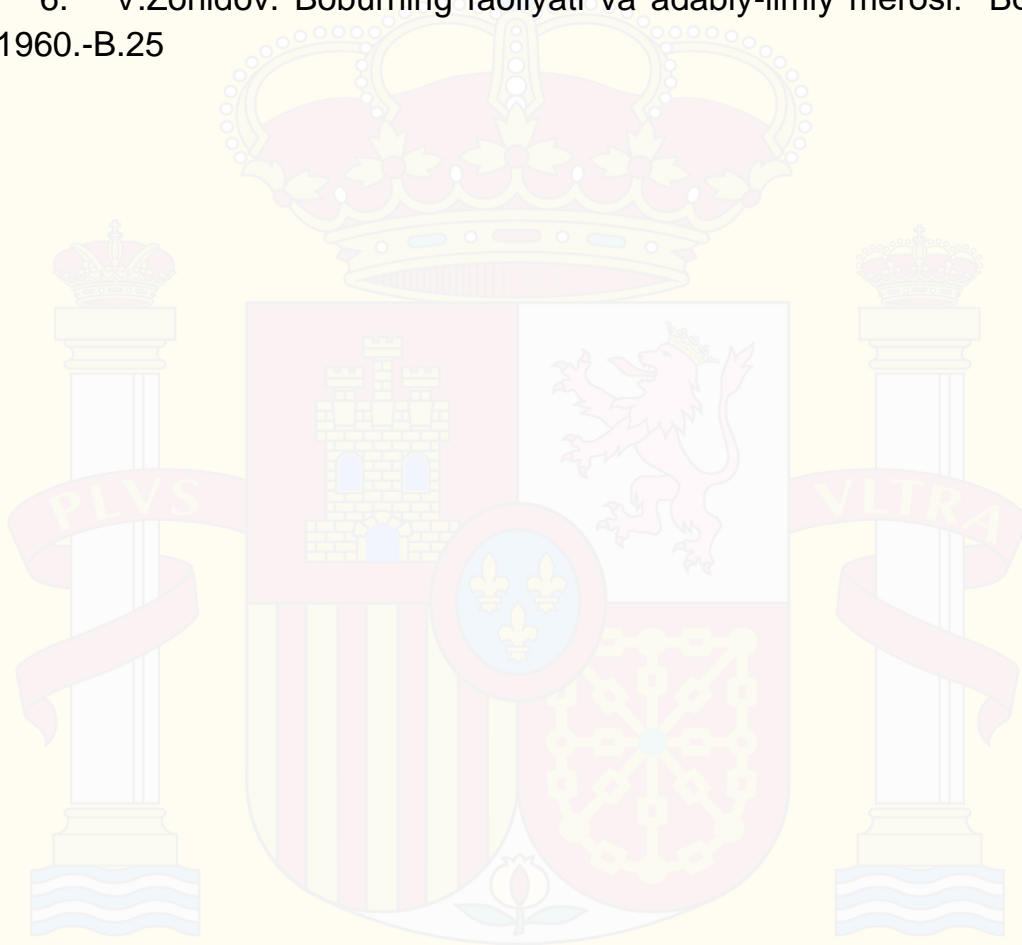 6. V.Zohidov. Boburning faoliyati va adabiy-ilmiy merosi.
1960.-B.25
PLVS
VLTRA